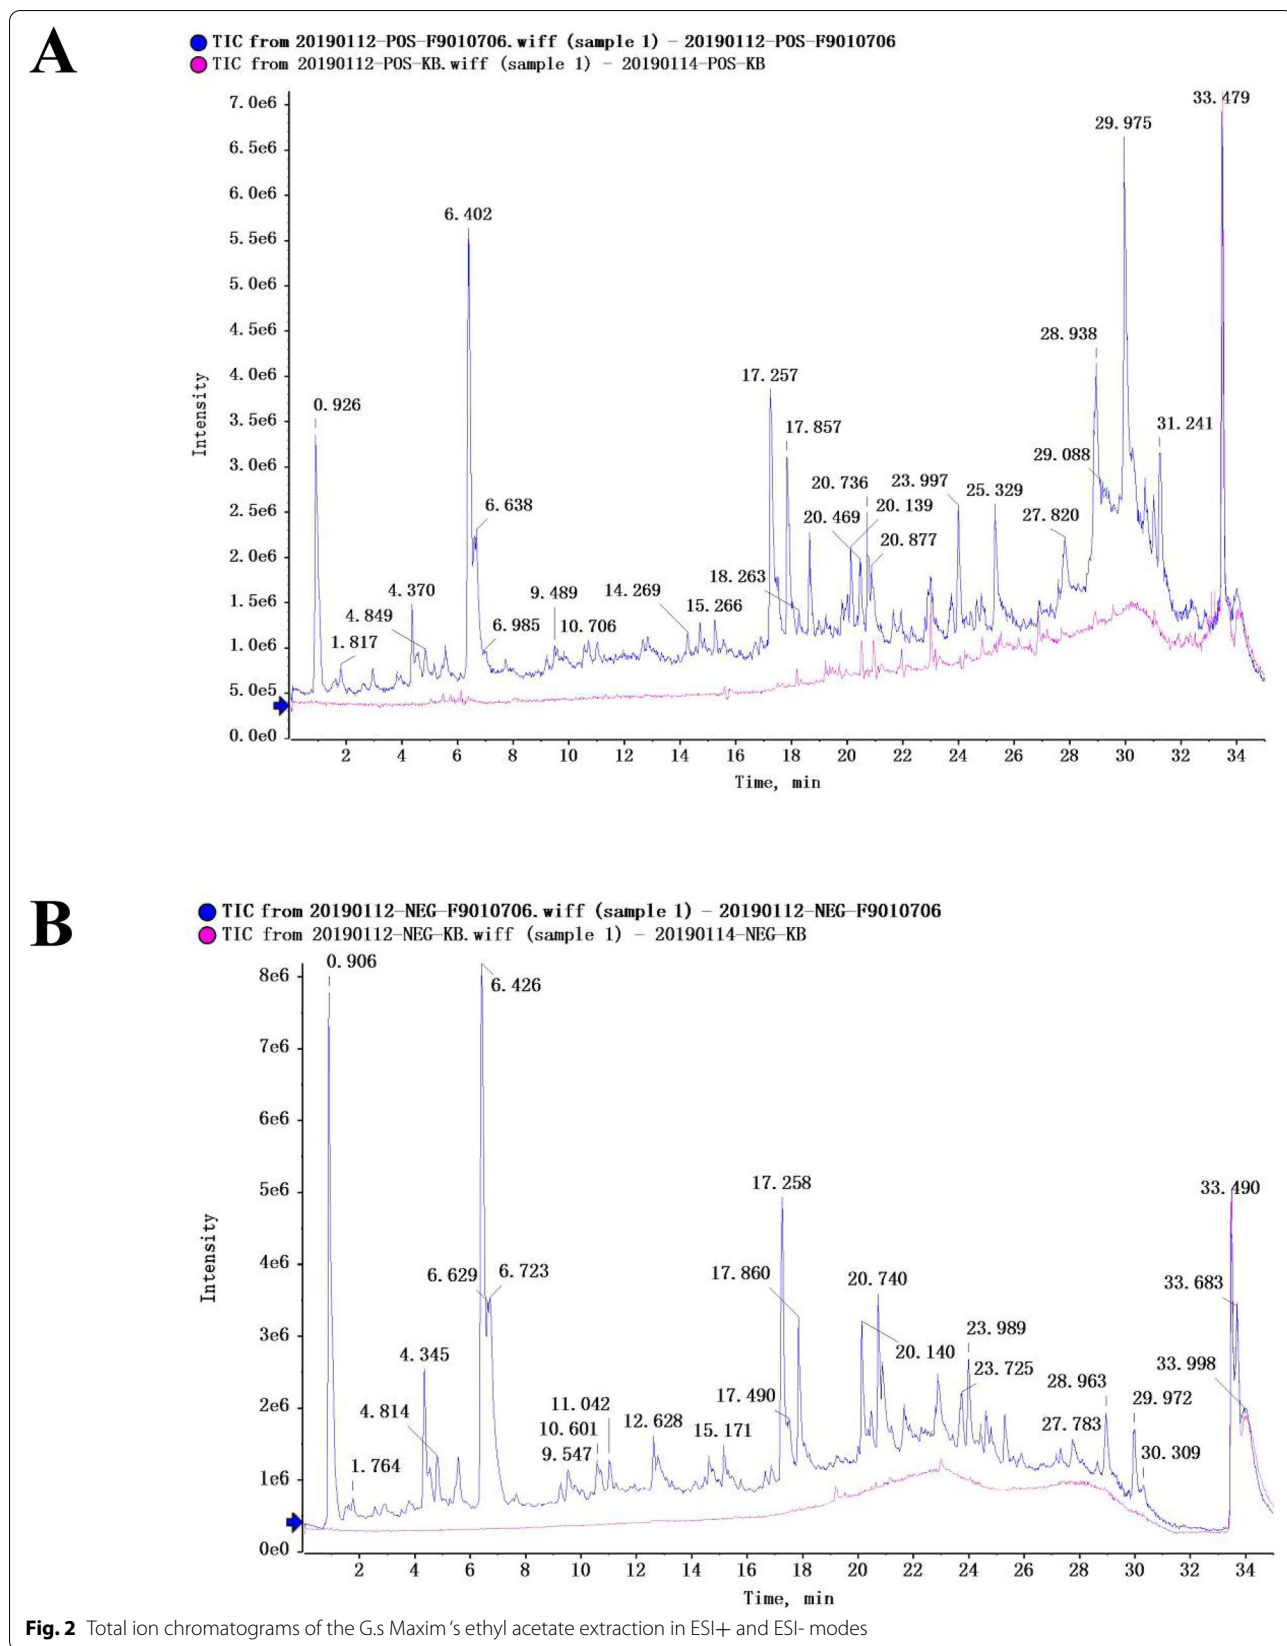 A
TIC from 20190112-POS-F9010706.wiff (sample 1) - 20190112-POS-F9010706
TIC from 20190112-POS-KB.wiff (sample 1) - 20190114-POS-KB
33.479
7.0e6
29.975
6.5e6
6.0e6
6.402
5.5e6
5.0e6
4.5e6
28.938
4.0e6
17.257
Intensity
0.926
3.5e6
17.857
31.241
29.088
3.0e6
20.736
23.997
25.329
6.638
20.139
2.5e6
20.469
27.820
20.877
2.0e6
18.263
4.370
9.489
14.269
1.5e6
15.266
4.849
6.985
10.706
1.817
1.0e6
5.0e5
0.0e0
2 4 6 8 10 12 14 16 18 20 22 24 26 28 30 32 34
Time, min
B
TIC from 20190112-NEG-F9010706.wiff (sample 1) - 20190112-NEG-F9010706
TIC from 20190112-NEG-KB.wiff (sample 1) - 20190114-NEG-KB
0.906
8e6
6.426
7e6
6e6
5e6
17.258
33.490
Intensity
4e6
6.629
6.723
17.860
20.740
33.683
3e6
23.989
4.345
20.140
23.725
33.998
28.963
17.490
29.972
2e6
4.814
11.042
12.628
10.601
15.171
27.783
9.547
30.309
1.764
1e6
0e0
2 4 6 8 10 12 14 16 18 20 22 24 26 28 30 32 34
Time, min
Fig. 2 Total ion chromatograms of the G.s Maxim ‘s ethyl acetate extraction in ESI+ and ESI- modes